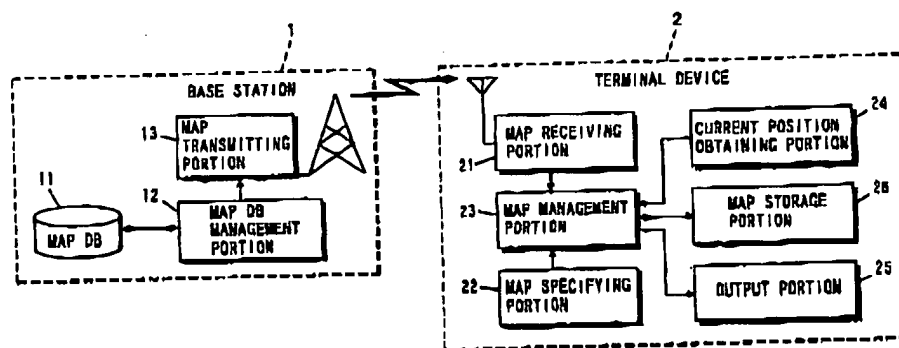 1
2
BASE STATION
TERMINAL DEVICE
13
MAP
TRANSMITTING
PORTION
MAP RECEIVING
PORTION
21
CURRENT POSITION
OBTAINING PORTION
24
11
MAP DB
12
MAP DB
MANAGEMENT
PORTION
23
MAP MANAGEMENT
PORTION
MAP STORAGE
PORTION
26
22
MAP SPECIFYING
PORTION
OUTPUT PORTION
25